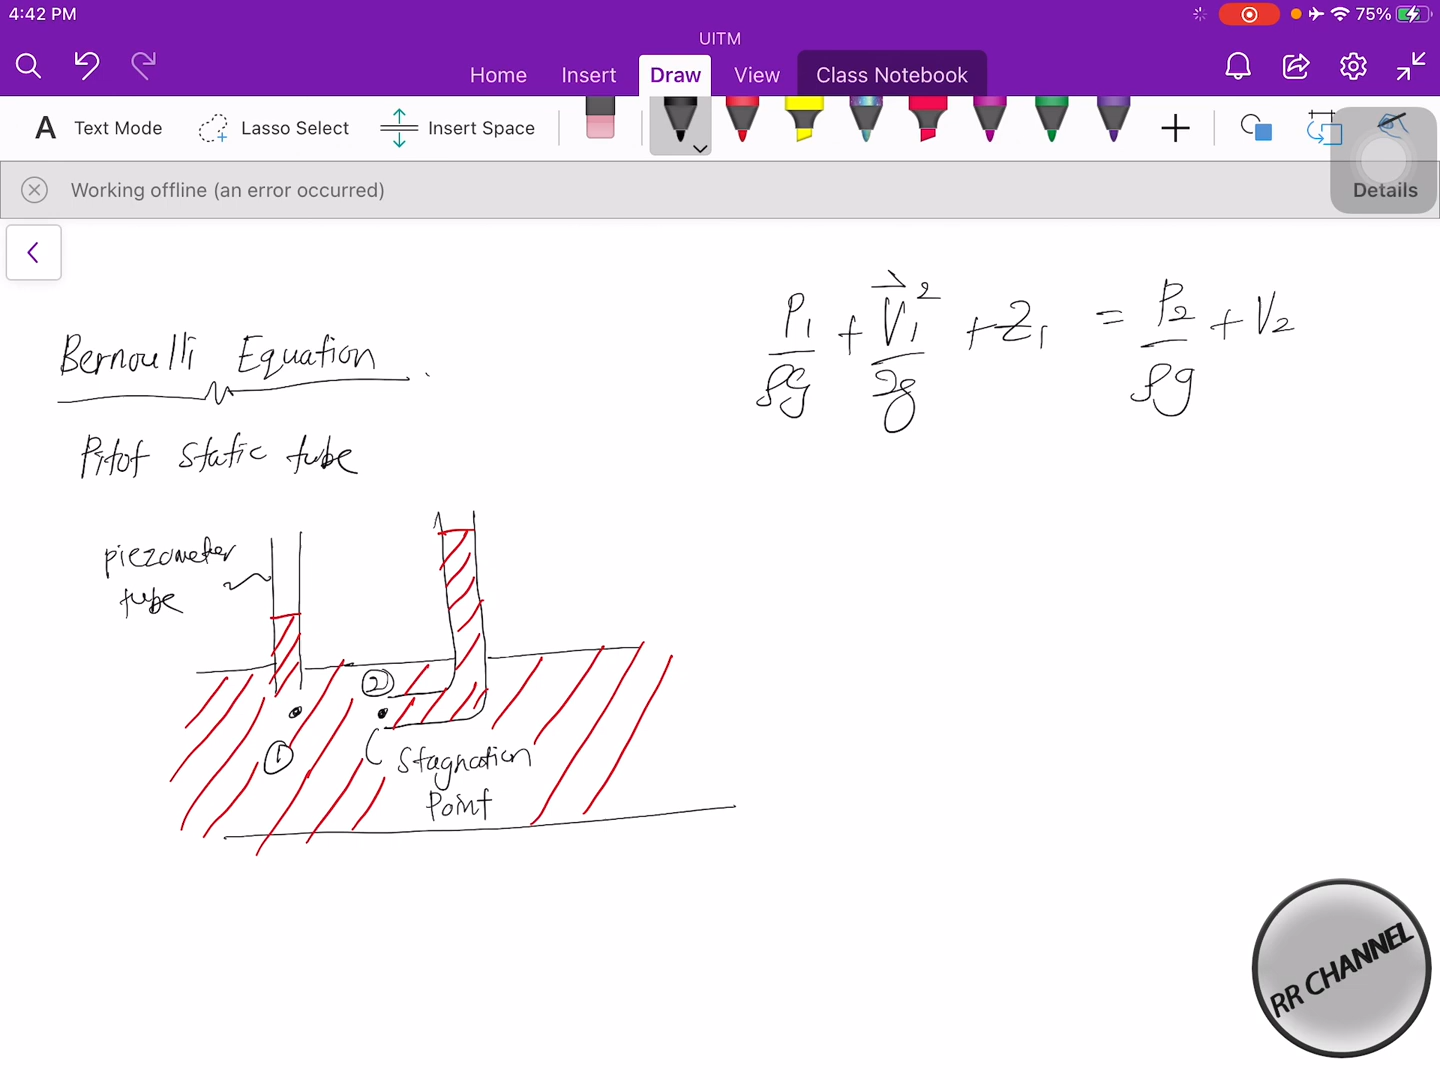 4:42 PM
75%
UITM
Home Insert Draw View Class Notebook
Text Mode Lasso Select Insert Space
Working offline (an error occurred)
Details
Bernoulli Equation
Pitot static tube
P1/ρg + V1²/2g + Z1 = P2/ρg + V2
piezometer
tube
2
1
Stagnation
Point
RR CHANNEL